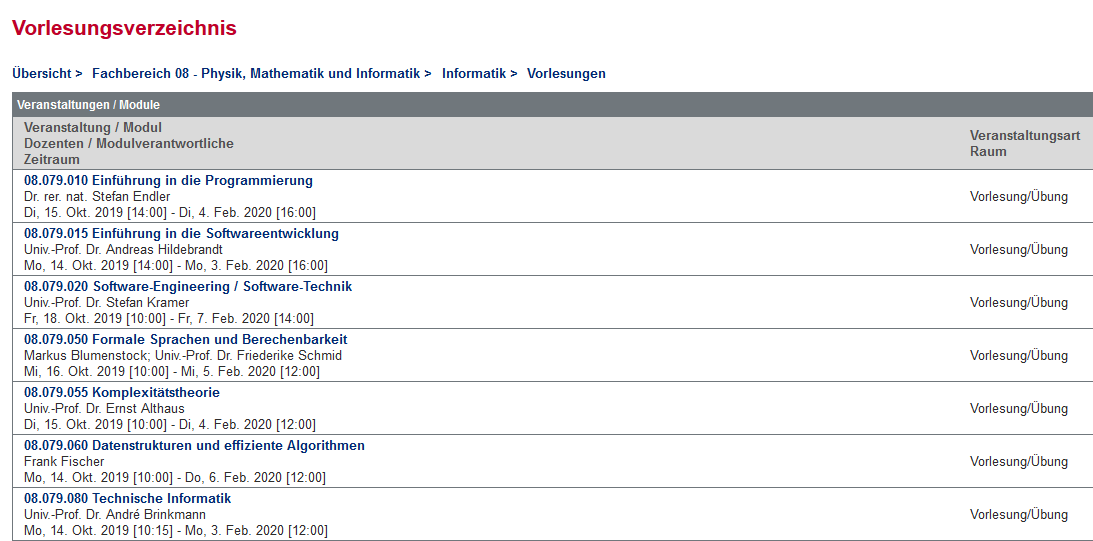 Vorlesungsverzeichnis
Übersicht > Fachbereich 08 - Physik, Mathematik und Informatik > Informatik > Vorlesungen
Veranstaltungen / Module
Veranstaltung / Modul
Dozenten / Modulverantwortliche
Zeitraum
Veranstaltungsart
Raum
08.079.010 Einführung in die Programmierung
Dr. rer. nat. Stefan Endler
Di, 15. Okt. 2019 [14:00] - Di, 4. Feb. 2020 [16:00]
Vorlesung/Übung
08.079.015 Einführung in die Softwareentwicklung
Univ.-Prof. Dr. Andreas Hildebrandt
Mo, 14. Okt. 2019 [14:00] - Mo, 3. Feb. 2020 [16:00]
Vorlesung/Übung
08.079.020 Software-Engineering / Software-Technik
Univ.-Prof. Dr. Stefan Kramer
Fr, 18. Okt. 2019 [10:00] - Fr, 7. Feb. 2020 [14:00]
Vorlesung/Übung
08.079.050 Formale Sprachen und Berechenbarkeit
Markus Blumenstock; Univ.-Prof. Dr. Friederike Schmid
Mi, 16. Okt. 2019 [10:00] - Mi, 5. Feb. 2020 [12:00]
Vorlesung/Übung
08.079.055 Komplexitätstheorie
Univ.-Prof. Dr. Ernst Althaus
Di, 15. Okt. 2019 [10:00] - Di, 4. Feb. 2020 [12:00]
Vorlesung/Übung
08.079.060 Datenstrukturen und effiziente Algorithmen
Frank Fischer
Mo, 14. Okt. 2019 [10:00] - Do, 6. Feb. 2020 [12:00]
Vorlesung/Übung
08.079.080 Technische Informatik
Univ.-Prof. Dr. André Brinkmann
Mo, 14. Okt. 2019 [10:15] - Mo, 3. Feb. 2020 [12:00]
Vorlesung/Übung